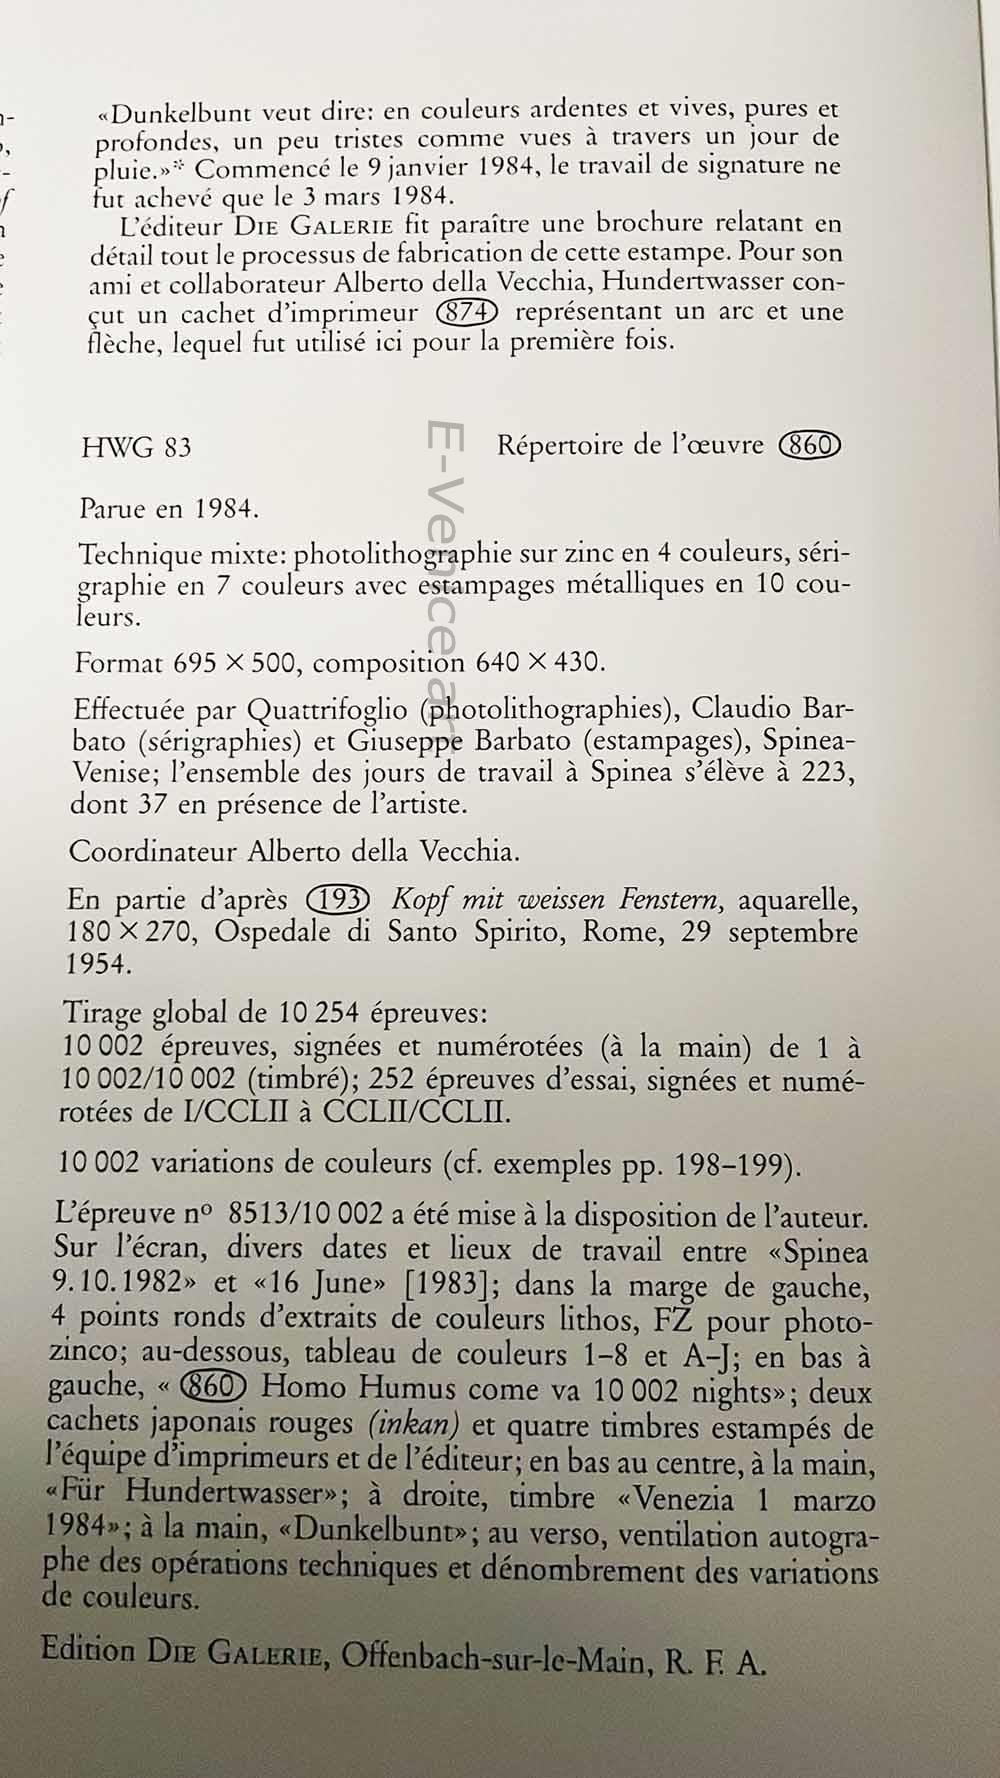 «Dunkelbunt veut dire: en couleurs ardentes et vives, pures et
profondes, un peu tristes comme vues à travers un jour de
pluie.»* Commencé le 9 janvier 1984, le travail de signature ne
fut achevé que le 3 mars 1984.
L'éditeur DIE GALERIE fit paraître une brochure relatant en
détail tout le processus de fabrication de cette estampe. Pour son
ami et collaborateur Alberto della Vecchia, Hundertwasser con-
çut un cachet d'imprimeur 874 représentant un arc et une
flèche, lequel fut utilisé ici pour la première fois.
HWG 83 Répertoire de l'œuvre 860
Parue en 1984.
Technique mixte: photolithographie sur zinc en 4 couleurs, séri-
graphie en 7 couleurs avec estampages métalliques en 10 cou-
leurs.
Format 695 × 500, composition 640 × 430.
Effectuée par Quattrifoglio (photolithographies), Claudio Bar-
bato (sérigraphies) et Giuseppe Barbato (estampages), Spinea-
Venise; l'ensemble des jours de travail à Spinea s'élève à 223,
dont 37 en présence de l'artiste.
Coordinateur Alberto della Vecchia.
En partie d'après 193 Kopf mit weissen Fenstern, aquarelle,
180 × 270, Ospedale di Santo Spirito, Rome, 29 septembre
1954.
Tirage global de 10 254 épreuves:
10 002 épreuves, signées et numérotées (à la main) de 1 à
10 002/10 002 (timbré); 252 épreuves d'essai, signées et numé-
rotées de I/CCLII à CCLII/CCLII.
10 002 variations de couleurs (cf. exemples pp. 198–199).
L'épreuve nº 8513/10 002 a été mise à la disposition de l'auteur.
Sur l'écran, divers dates et lieux de travail entre «Spinea
9.10.1982» et «16 June» [1983]; dans la marge de gauche,
4 points ronds d'extraits de couleurs lithos, FZ pour photo-
zinco; au-dessous, tableau de couleurs 1–8 et A–J; en bas à
gauche, « 860 Homo Humus come va 10 002 nights»; deux
cachets japonais rouges (inkan) et quatre timbres estampés de
l'équipe d'imprimeurs et de l'éditeur; en bas au centre, à la main,
«Für Hundertwasser»; à droite, timbre «Venezia 1 marzo
1984»; à la main, «Dunkelbunt»; au verso, ventilation autogra-
phe des opérations techniques et dénombrement des variations
de couleurs.
Edition DIE GALERIE, Offenbach-sur-le-Main, R. F. A.
E-Vence.art